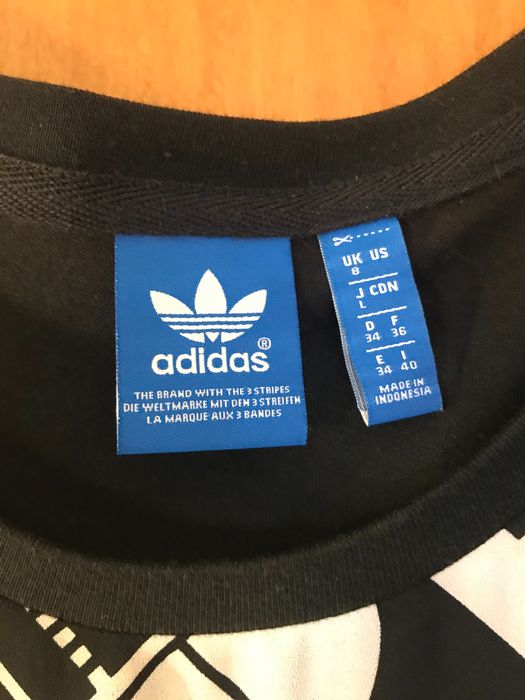 adidas®
THE BRAND WITH THE 3 STRIPES
DIE WELTMARKE MIT DEN 3 STREIFEN
LA MARQUE AUX 3 BANDES
UK US
8
J CDN
L
D F
34 36
E I
34 40
MADE IN
INDONESIA